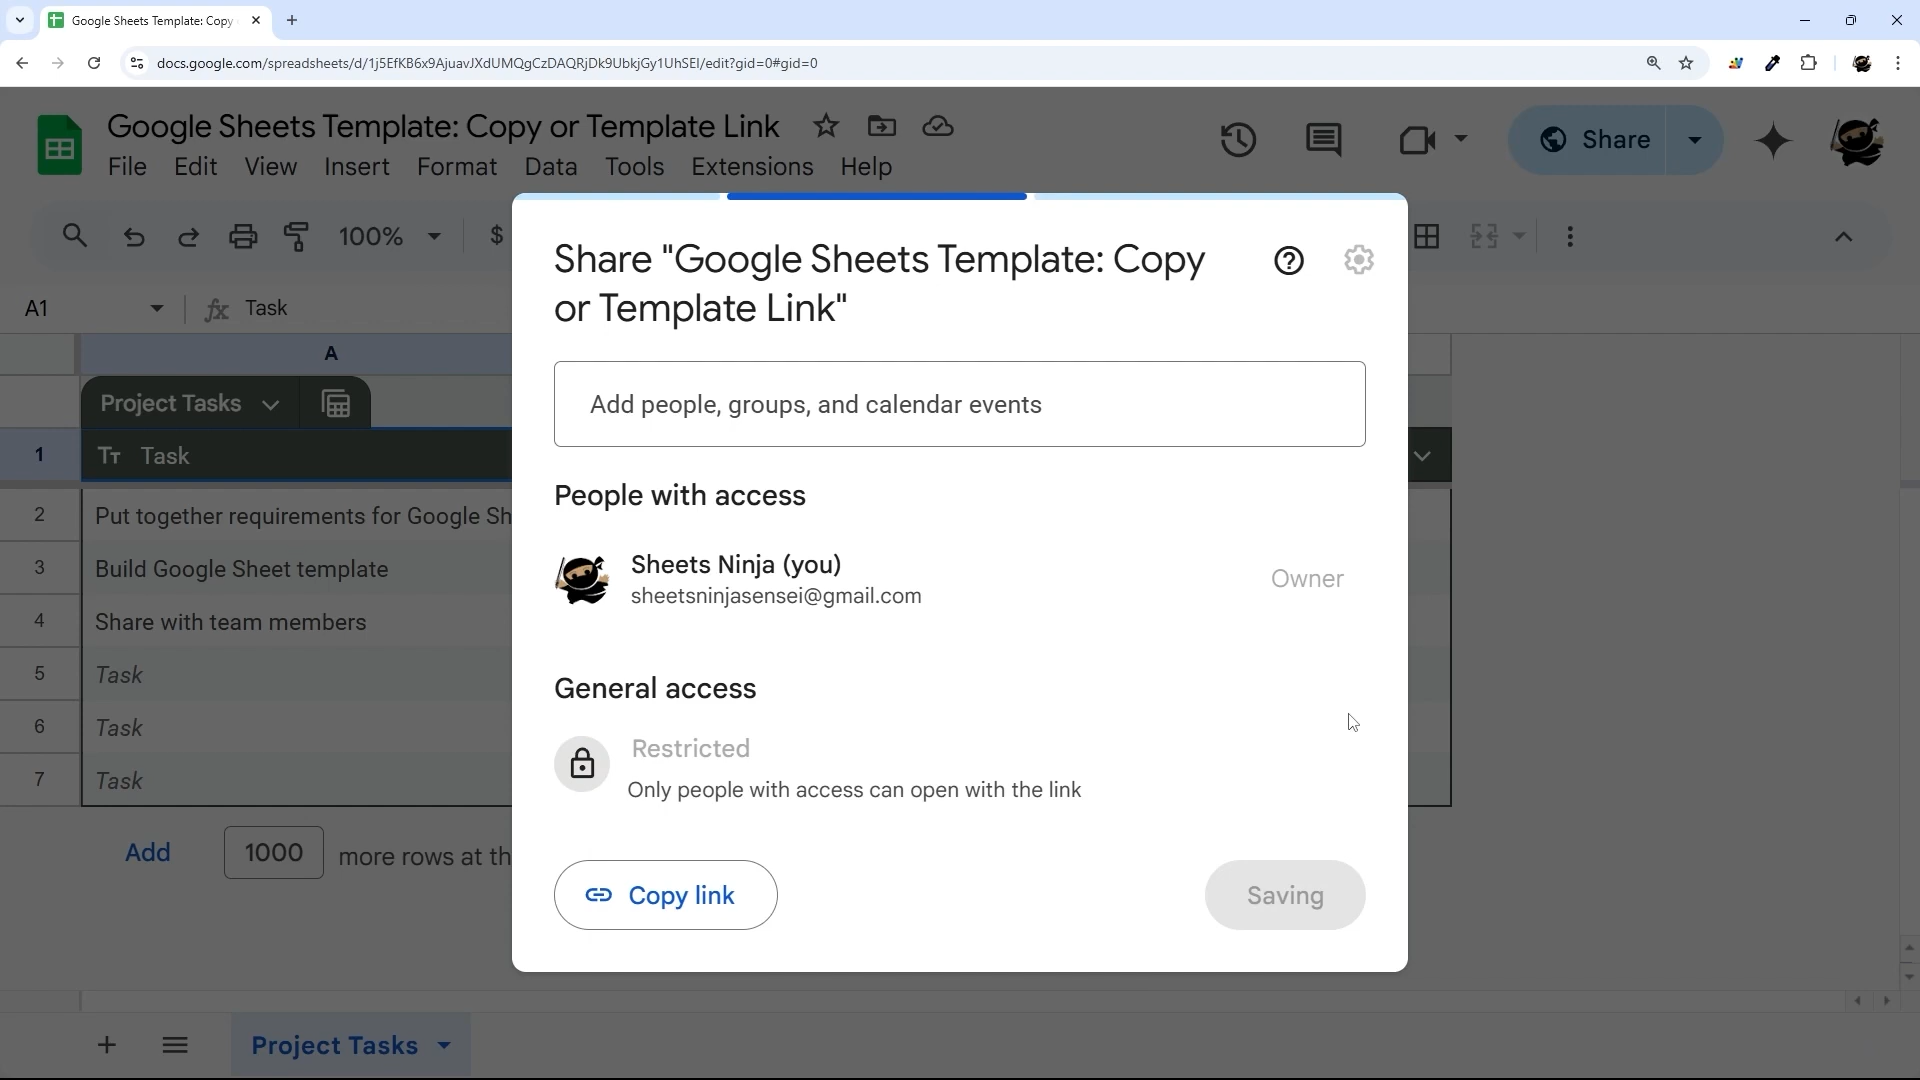 Google Sheets Template: Copy
docs.google.com/spreadsheets/d/1j5EfKB6x9AjuavJXdUMQgCzDAQRjDk9UbkjGy1UhSEI/edit?gid=0#gid=0
Google Sheets Template: Copy or Template Link
File Edit View Insert Format Data Tools Extensions Help
Share
100% $
A1 Task
A
Project Tasks
1 Tт Task
2 Put together requirements for Google Sh
3 Build Google Sheet template
4 Share with team members
5 Task
6 Task
7 Task
Add 1000 more rows at th
Share "Google Sheets Template: Copy
or Template Link"
Add people, groups, and calendar events
People with access
Sheets Ninja (you)
sheetsninjasensei@gmail.com
Owner
General access
Restricted
Only people with access can open with the link
Copy link
Saving
Project Tasks